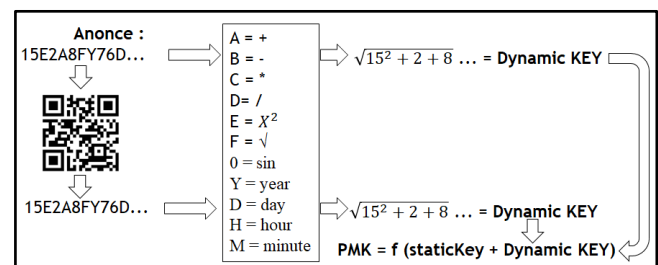 Anonce :
15E2A8FY76D...
A = +
B = -
C = *
D= /
E = X²
F = √
0 = sin
Y = year
D = day
H = hour
M = minute
√15² + 2 + 8 ... = Dynamic KEY
15E2A8FY76D...
√15² + 2 + 8 ... = Dynamic KEY
PMK = f (staticKey + Dynamic KEY)